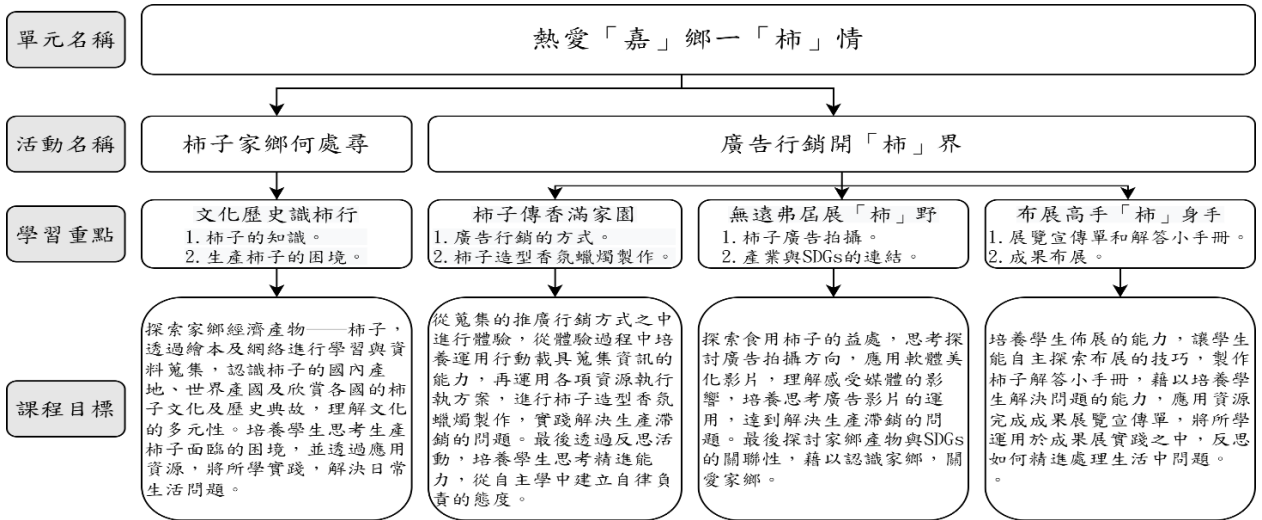 單元名稱
熱愛「嘉」鄉一「柿」情
活動名稱
柿子家鄉何處尋
廣告行銷開「柿」界
學習重點
文化歷史識柿行
1. 柿子的知識。
2. 生產柿子的困境。
柿子傳香滿家園
1. 廣告行銷的方式。
2. 柿子造型香氛蠟燭製作。
無遠弗屆展「柿」野
1. 柿子廣告拍攝。
2. 產業與SDGs的連結。
布展高手「柿」身手
1. 展覽宣傳單和解答小手冊。
2. 成果布展。
課程目標
探索家鄉經濟產物——柿子，
透過繪本及網絡進行學習與資
料蒐集，認識柿子的國內產
地、世界產國及欣賞各國的柿
子文化及歷史典故，理解文化
的多元性。培養學生思考生產
柿子面臨的困境，並透過應用
資源，將所學實踐，解決日常
生活問題。
從蒐集的推廣行銷方式之中
進行體驗，從體驗過程中培
養運用行動載具蒐集資訊的
能力，再運用各項資源執行
執方案，進行柿子造型香氛
蠟燭製作，實踐解決生產滯
銷的問題。最後透過反思活
動，培養學生思考精進能
力，從自主學中建立自律負
責的態度。
探索食用柿子的益處，思考探
討廣告拍攝方向，應用軟體美
化影片，理解感受媒體的影
響，培養思考廣告影片的運
用，達到解決生產滯銷的問
題。最後探討家鄉產物與SDGs
的關聯性，藉以認識家鄉，關
愛家鄉。
培養學生佈展的能力，讓學生
能自主探索布展的技巧，製作
柿子解答小手冊，藉以培養學
生解決問題的能力，應用資源
完成成果展覽宣傳單，將所學
運用於成果展實踐之中，反思
如何精進處理生活中問題。
。